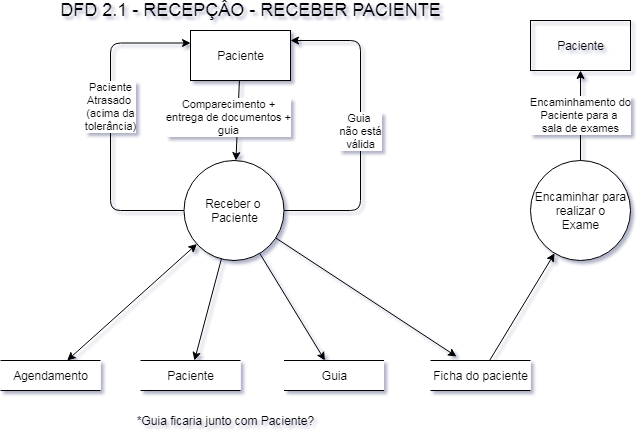 DFD 2.1 - RECEPÇÂO - RECEBER PACIENTE
Paciente
Paciente
Paciente
Atrasado
(acima da
tolerância)
Comparecimento +
entrega de documentos +
guia
Guia
não está
válida
Encaminhamento do
Paciente para a
sala de exames
Receber o
Paciente
Encaminhar para
realizar o
Exame
Agendamento
Paciente
Guia
Ficha do paciente
*Guia ficaria junto com Paciente?